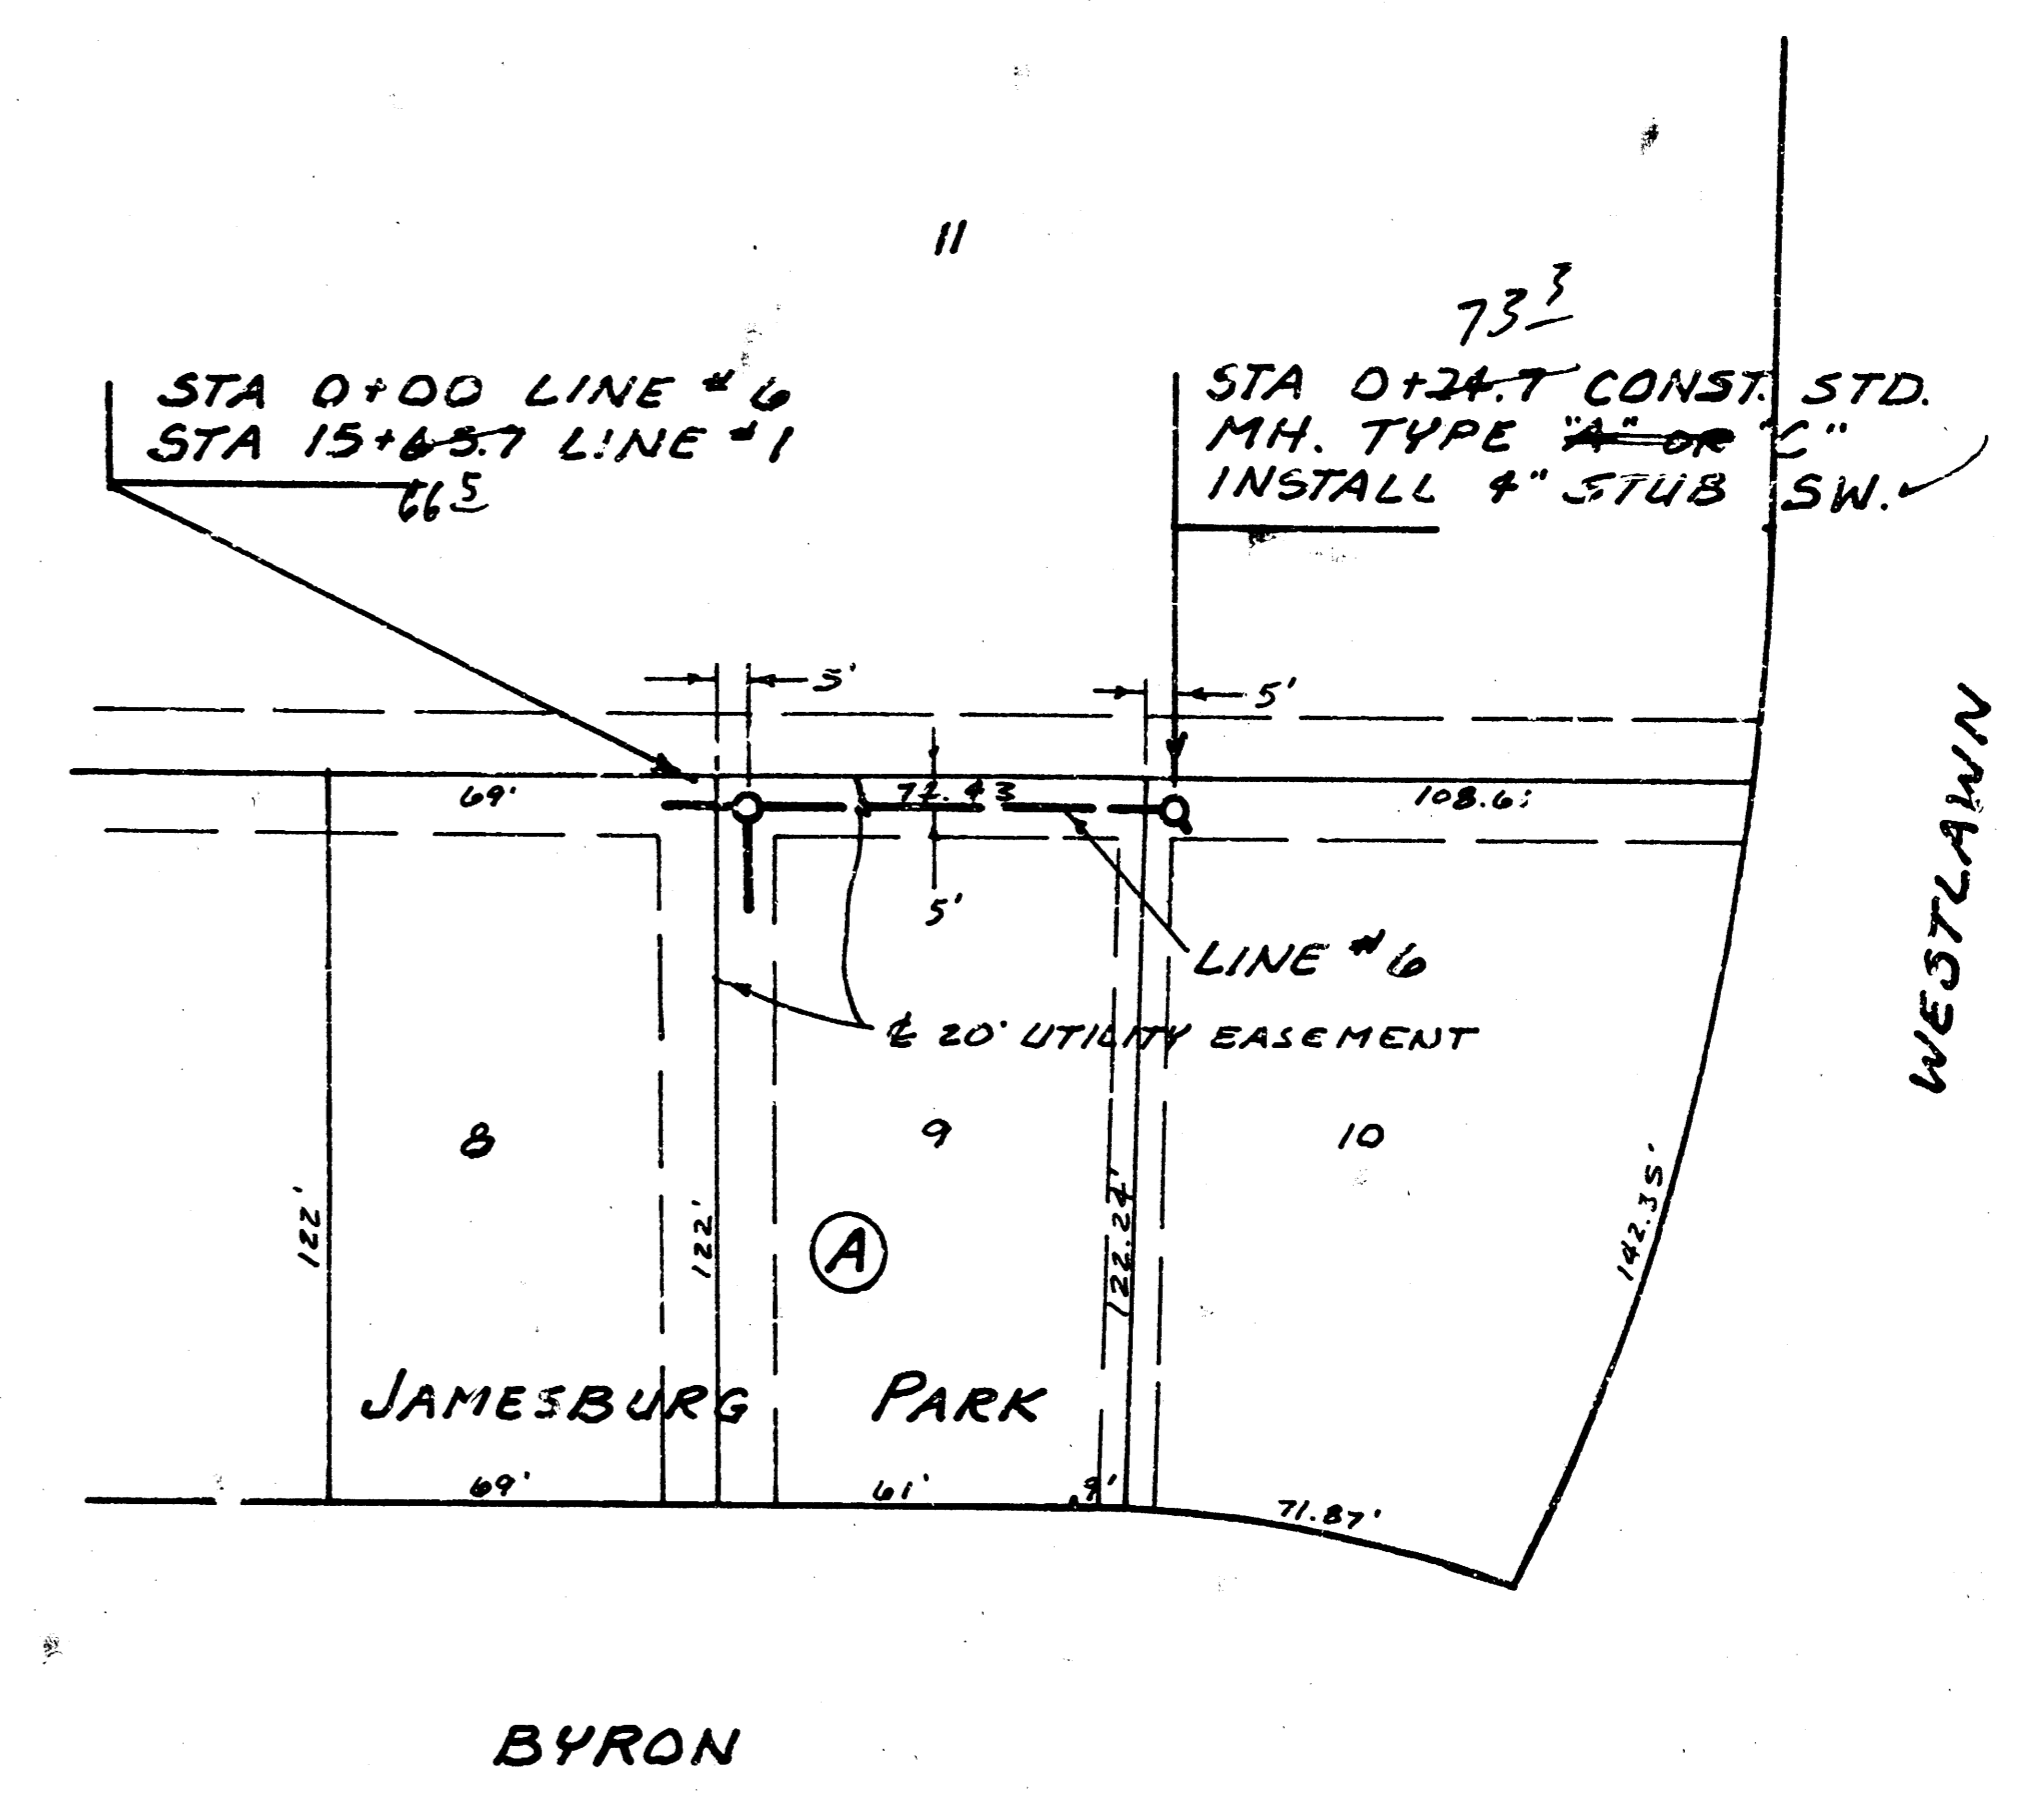 11
73 3
STA 0+00 LINE #6
STA 15+65.7 LINE #1
66 5
STA 0+24.7 CONST. STD.
MH. TYPE "A" OR "C"
INSTALL 4" STUB SW.
5'
5'
69'
72.43
108.6
5'
LINE #6
℄ 20' UTILITY EASEMENT
WESTLAWN
8
9
10
122'
122'
122.24'
142.35'
A
JAMESBURG PARK
69'
61'
9'
71.87'
BYRON